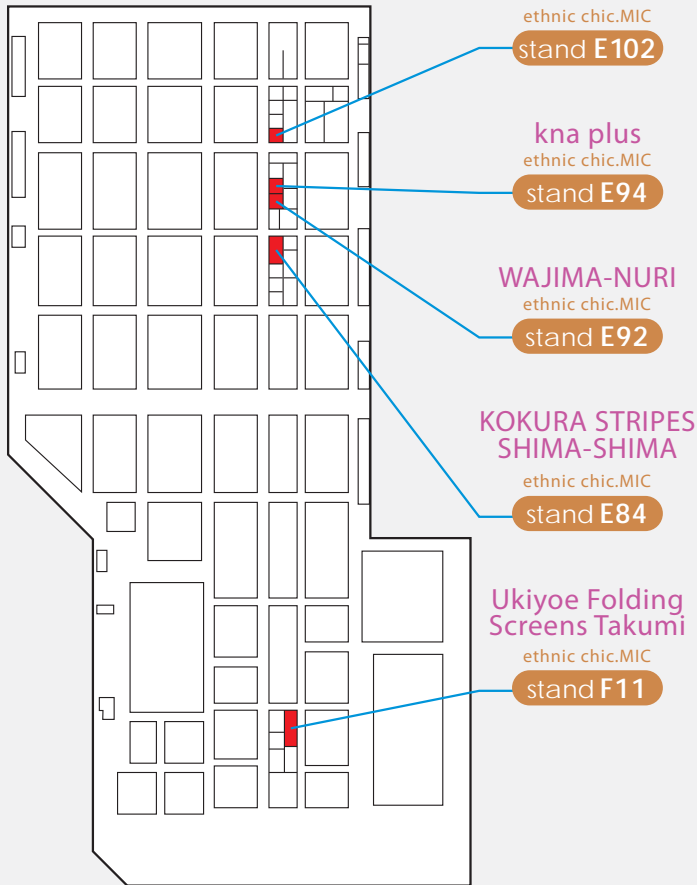 ethnic chic.MIC
stand E102
kna plus
ethnic chic.MIC
stand E94
WAJIMA-NURI
ethnic chic.MIC
stand E92
KOKURA STRIPES
SHIMA-SHIMA
ethnic chic.MIC
stand E84
Ukiyoe Folding
Screens Takumi
ethnic chic.MIC
stand F11